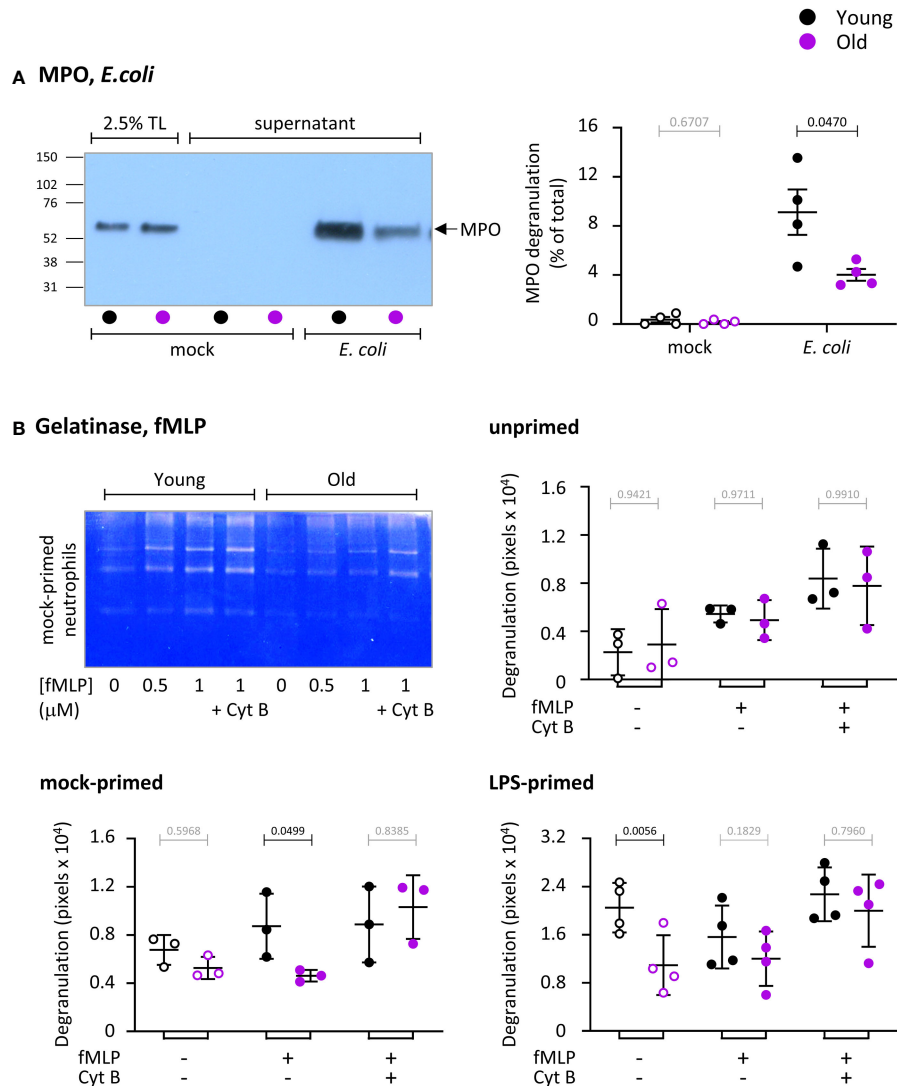 Young
Old
A MPO, E.coli
2.5% TL supernatant
150
102
76
52
38
31
MPO
mock E. coli
MPO degranulation
(% of total)
16
12
8
4
0
0.6707 0.0470
mock E. coli
B Gelatinase, fMLP
Young Old
mock-primed
neutrophils
[fMLP] 0 0.5 1 1 0 0.5 1 1
(µM) + Cyt B + Cyt B
unprimed
Degranulation (pixels x 10⁴)
1.6
1.2
0.8
0.4
0
0.9421 0.9711 0.9910
fMLP - + +
Cyt B - - +
mock-primed
Degranulation (pixels x 10⁴)
1.6
1.2
0.8
0.4
0
0.5968 0.0499 0.8385
fMLP - + +
Cyt B - - +
LPS-primed
Degranulation (pixels x 10⁴)
3.2
2.4
1.6
0.8
0
0.0056 0.1829 0.7960
fMLP - + +
Cyt B - - +